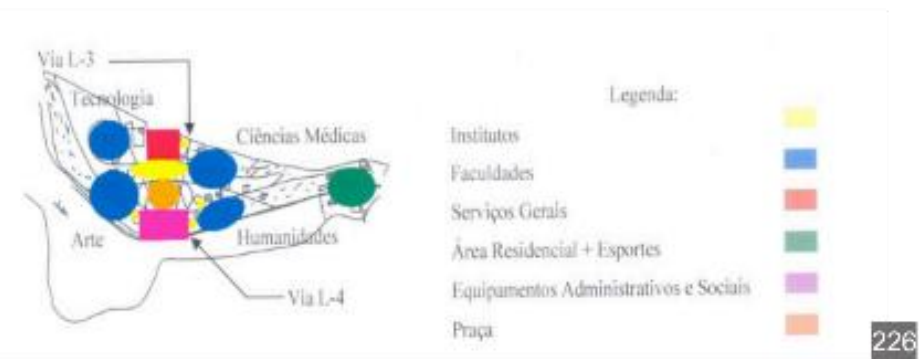 Via L-3
Tecnologia
Ciências Médicas
Arte
Humanidades
Via L-4
Legenda:
Institutos
Faculdades
Serviços Gerais
Área Residencial + Esportes
Equipamentos Administrativos e Sociais
Praça
226